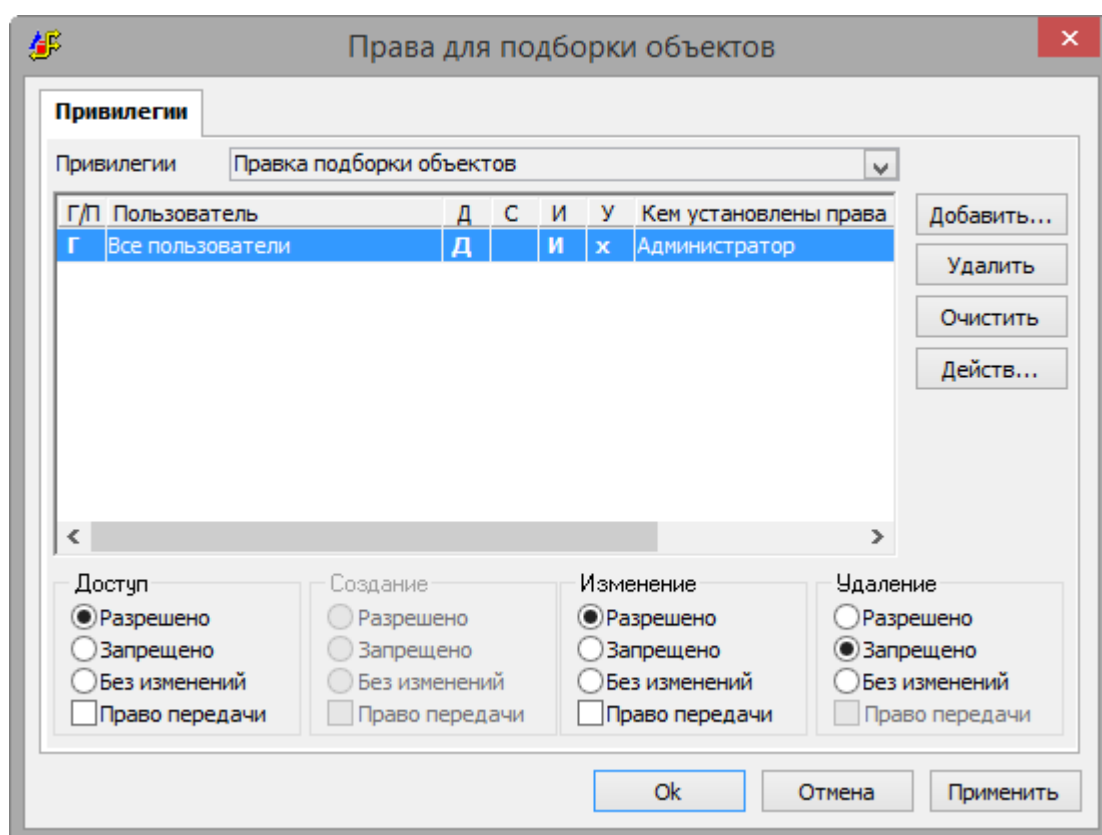 Права для подборки объектов
Привилегии
Привилегии Правка подборки объектов
Г/П Пользователь Д С И У Кем установлены права
Г Все пользователи Д И х Администратор
Добавить...
Удалить
Очистить
Действ...
Доступ
Разрешено
Запрещено
Без изменений
Право передачи
Создание
Разрешено
Запрещено
Без изменений
Право передачи
Изменение
Разрешено
Запрещено
Без изменений
Право передачи
Удаление
Разрешено
Запрещено
Без изменений
Право передачи
Ok Отмена Применить